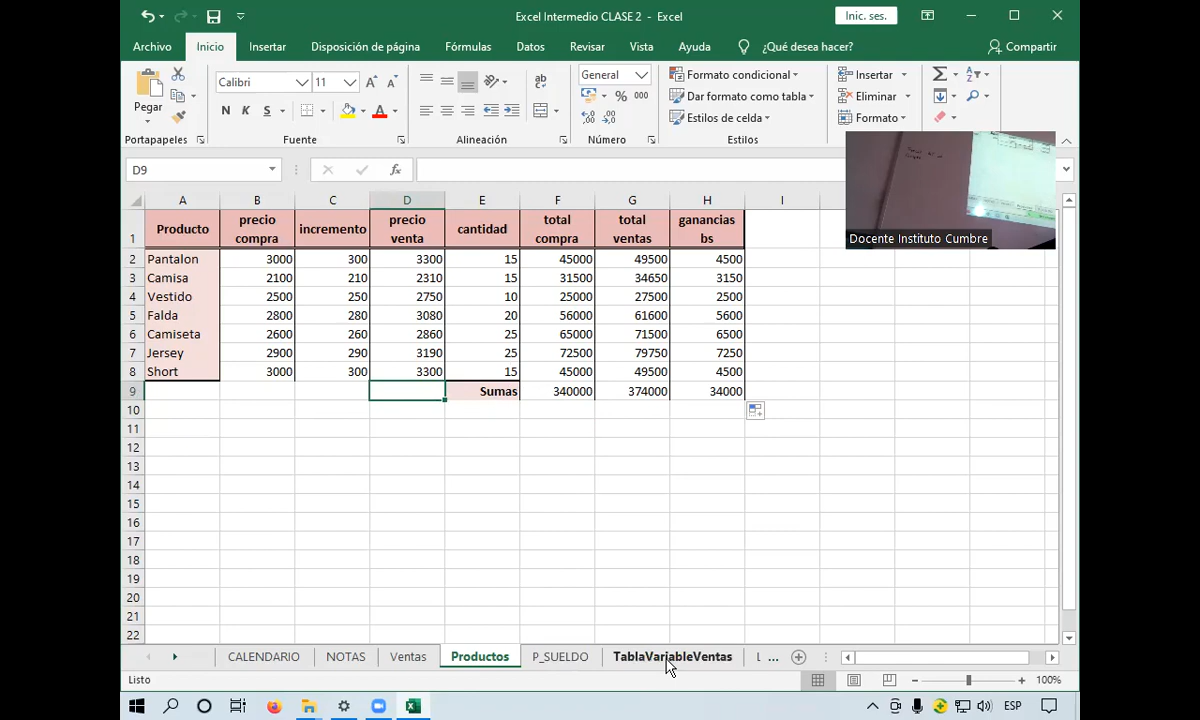 Excel Intermedio CLASE 2 - Excel
Inic. ses.
Archivo Inicio Insertar Disposición de página Fórmulas Datos Revisar Vista Ayuda ¿Qué desea hacer? Compartir
Calibri 11 General Formato condicional Insertar
Pegar N K S Dar formato como tabla Eliminar
Estilos de celda Formato
Portapapeles Fuente Alineación Número Estilos
Docente Instituto Cumbre
D9 fx
A B C D E F G H I
1 Producto precio compra incremento precio venta cantidad total compra total ventas ganancias bs
2 Pantalon 3000 300 3300 15 45000 49500 4500
3 Camisa 2100 210 2310 15 31500 34650 3150
4 Vestido 2500 250 2750 10 25000 27500 2500
5 Falda 2800 280 3080 20 56000 61600 5600
6 Camiseta 2600 260 2860 25 65000 71500 6500
7 Jersey 2900 290 3190 25 72500 79750 7250
8 Short 3000 300 3300 15 45000 49500 4500
9 Sumas 340000 374000 34000
10
11
12
13
14
15
16
17
18
19
20
21
22
CALENDARIO NOTAS Ventas Productos P_SUELDO TablaVariableVentas L ...
Listo 100%
ESP